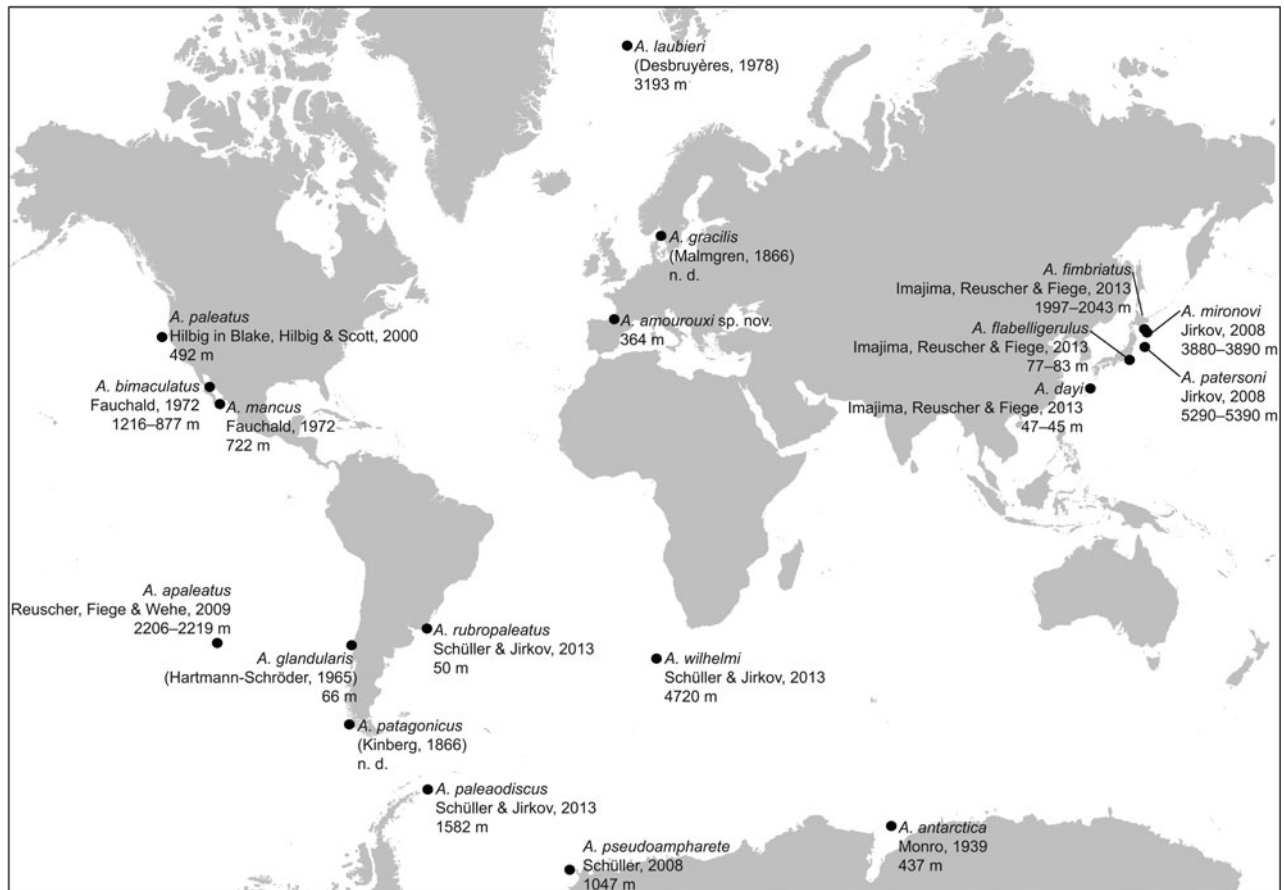 A. laubieri
(Desbruyères, 1978)
3193 m
A. gracilis
(Malmgren, 1866)
n. d.
A. fimbriatus
Imajima, Reuscher & Fiege, 2013
1997–2043 m
A. mironovi
Jirkov, 2008
3880–3890 m
A. paleatus
Hilbig in Blake, Hilbig & Scott, 2000
492 m
A. amourouxi sp. nov.
364 m
A. flabelligerulus
Imajima, Reuscher & Fiege, 2013
77–83 m
A. patersoni
Jirkov, 2008
5290–5390 m
A. bimaculatus
Fauchald, 1972
1216–877 m
A. mancus
Fauchald, 1972
722 m
A. dayi
Imajima, Reuscher & Fiege, 2013
47–45 m
A. apaleatus
Reuscher, Fiege & Wehe, 2009
2206–2219 m
A. rubropaleatus
Schüller & Jirkov, 2013
50 m
A. glandularis
(Hartmann-Schröder, 1965)
66 m
A. wilhelmi
Schüller & Jirkov, 2013
4720 m
A. patagonicus
(Kinberg, 1866)
n. d.
A. paleaodiscus
Schüller & Jirkov, 2013
1582 m
A. antarctica
Monro, 1939
437 m
A. pseudoampharete
Schüller, 2008
1047 m